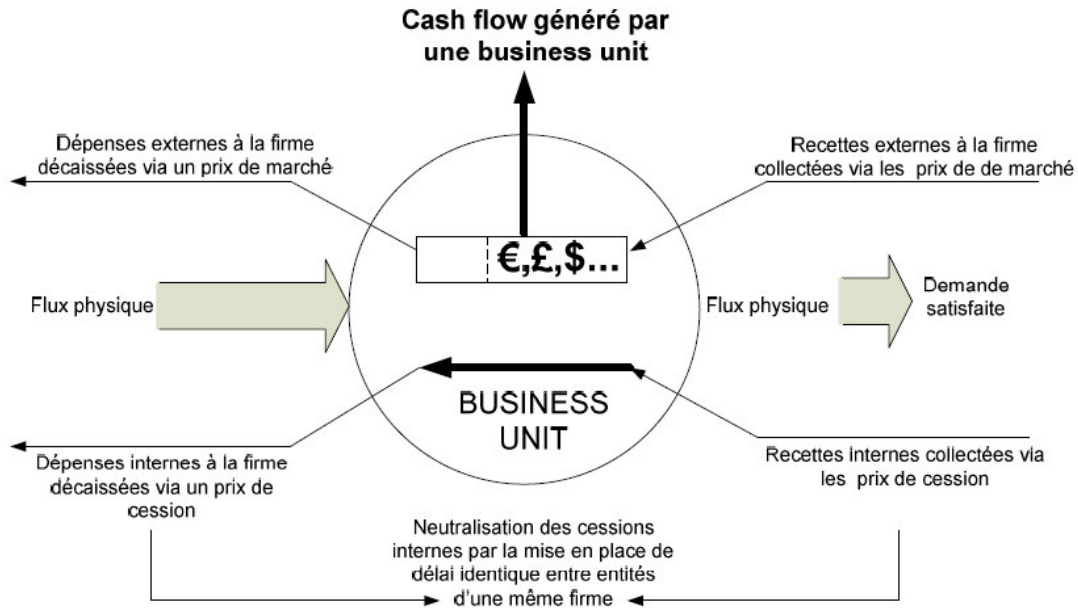 Cash flow généré par
une business unit
Dépenses externes à la firme
décaissées via un prix de marché
Recettes externes à la firme
collectées via les prix de de marché
€,£,$...
Flux physique
Flux physique
Demande
satisfaite
BUSINESS
UNIT
Dépenses internes à la firme
décaissées via un prix de
cession
Recettes internes collectées via
les prix de cession
Neutralisation des cessions
internes par la mise en place de
délai identique entre entités
d'une même firme